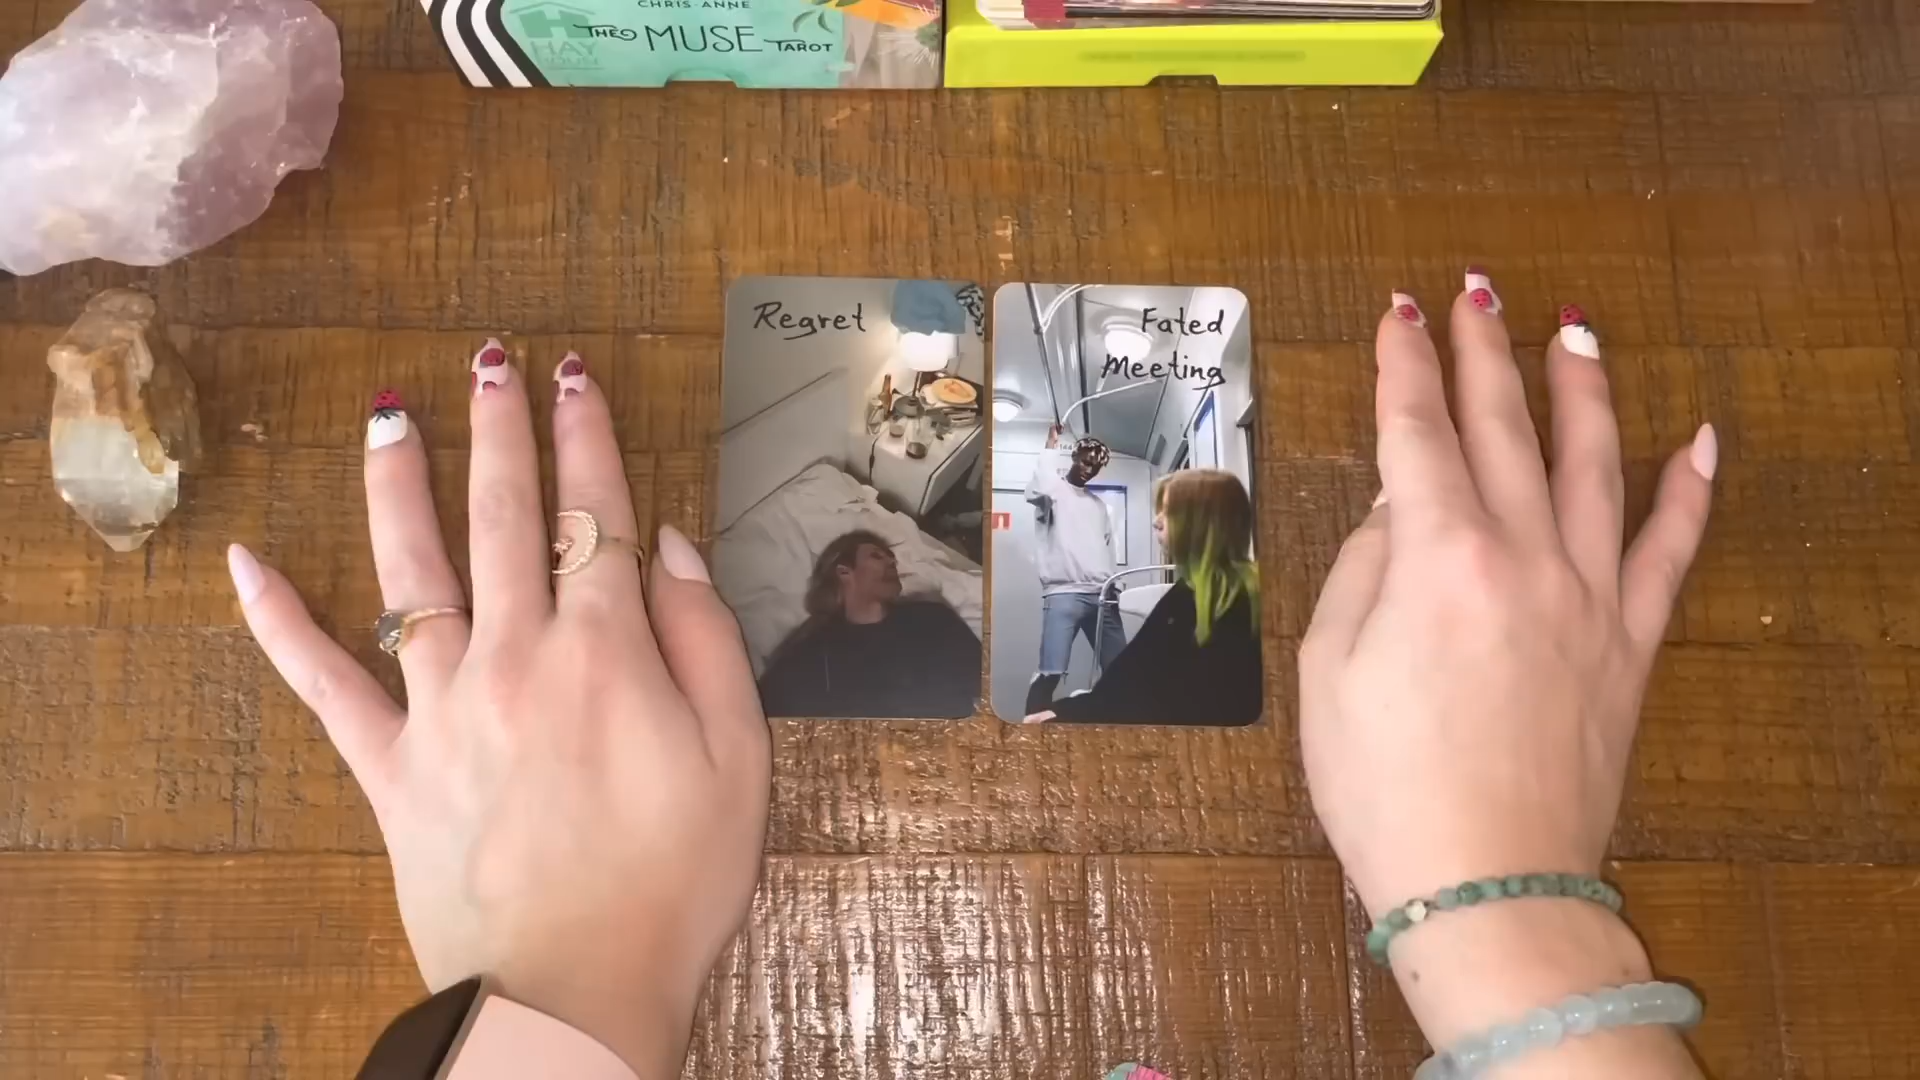 CHRIS-ANNE
THE MUSE TAROT
HAY
HOUSE
Regret
Fated
Meeting